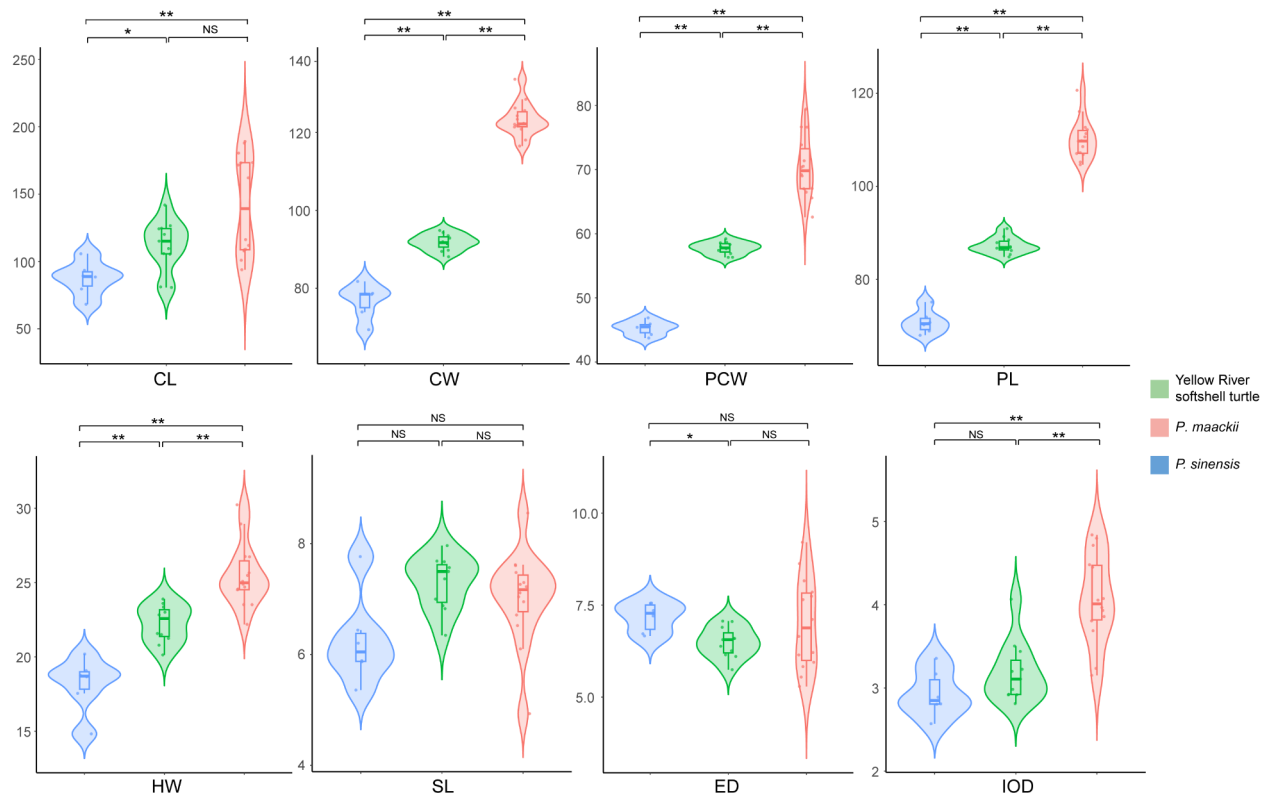 ** ** ** **
* NS ** ** ** ** ** **
250
200
150
100
50
CL
140
120
100
80
CW
80
70
60
50
40
PCW
120
100
80
PL
Yellow River
softshell turtle
P. maackii
P. sinensis
** NS NS **
** ** NS NS * NS NS **
30
25
20
15
HW
8
6
4
SL
10.0
7.5
5.0
ED
5
4
3
2
IOD